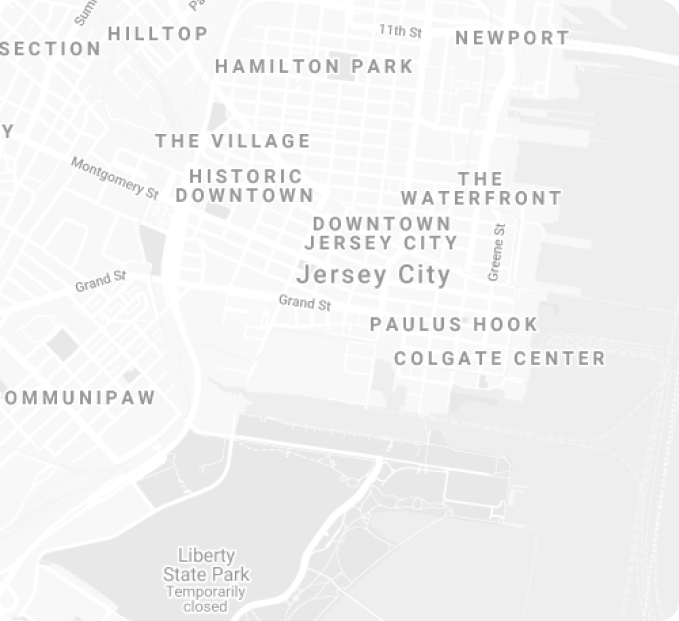 HILLTOP
11th St
NEWPORT
SECTION
HAMILTON PARK
THE VILLAGE
Montgomery St
HISTORIC
DOWNTOWN
THE
WATERFRONT
DOWNTOWN
JERSEY CITY
Greene St
Jersey City
Grand St
Grand St
PAULUS HOOK
COLGATE CENTER
OMMUNIPAW
Liberty
State Park
Temporarily
closed